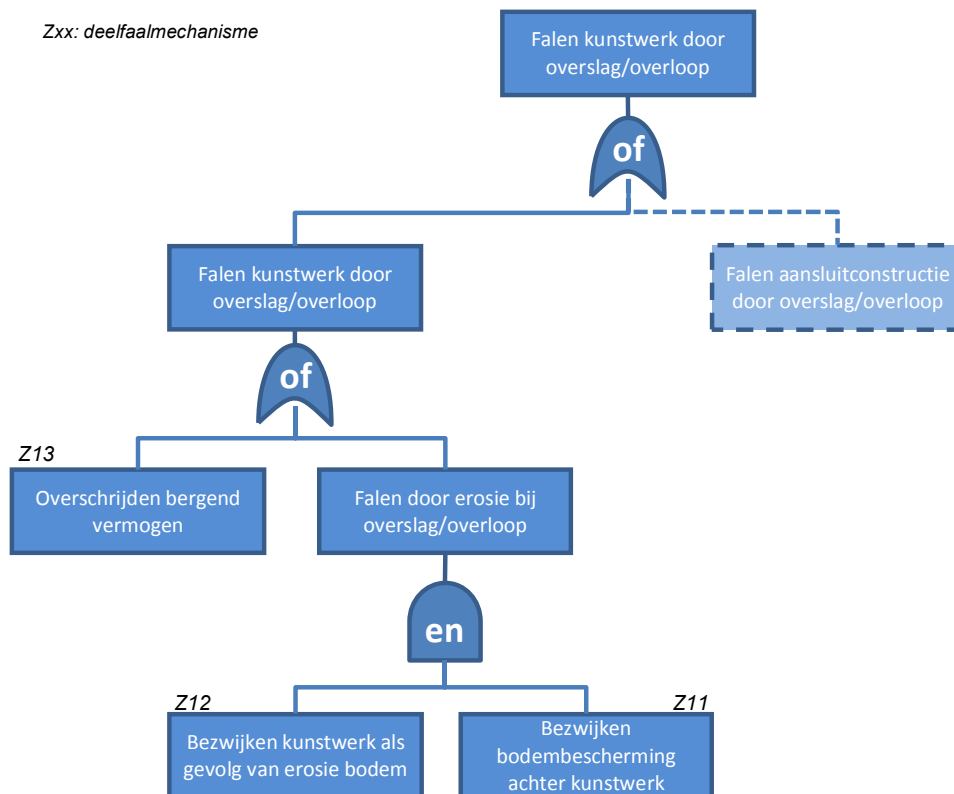 Zxx: deelfaalmechanisme
Falen kunstwerk door
overslag/overloop
of
Falen kunstwerk door
overslag/overloop
Falen aansluitconstructie
door overslag/overloop
of
Z13
Overschrijden bergend
vermogen
Falen door erosie bij
overslag/overloop
en
Z12
Bezwijken kunstwerk als
gevolg van erosie bodem
Z11
Bezwijken
bodembescherming
achter kunstwerk